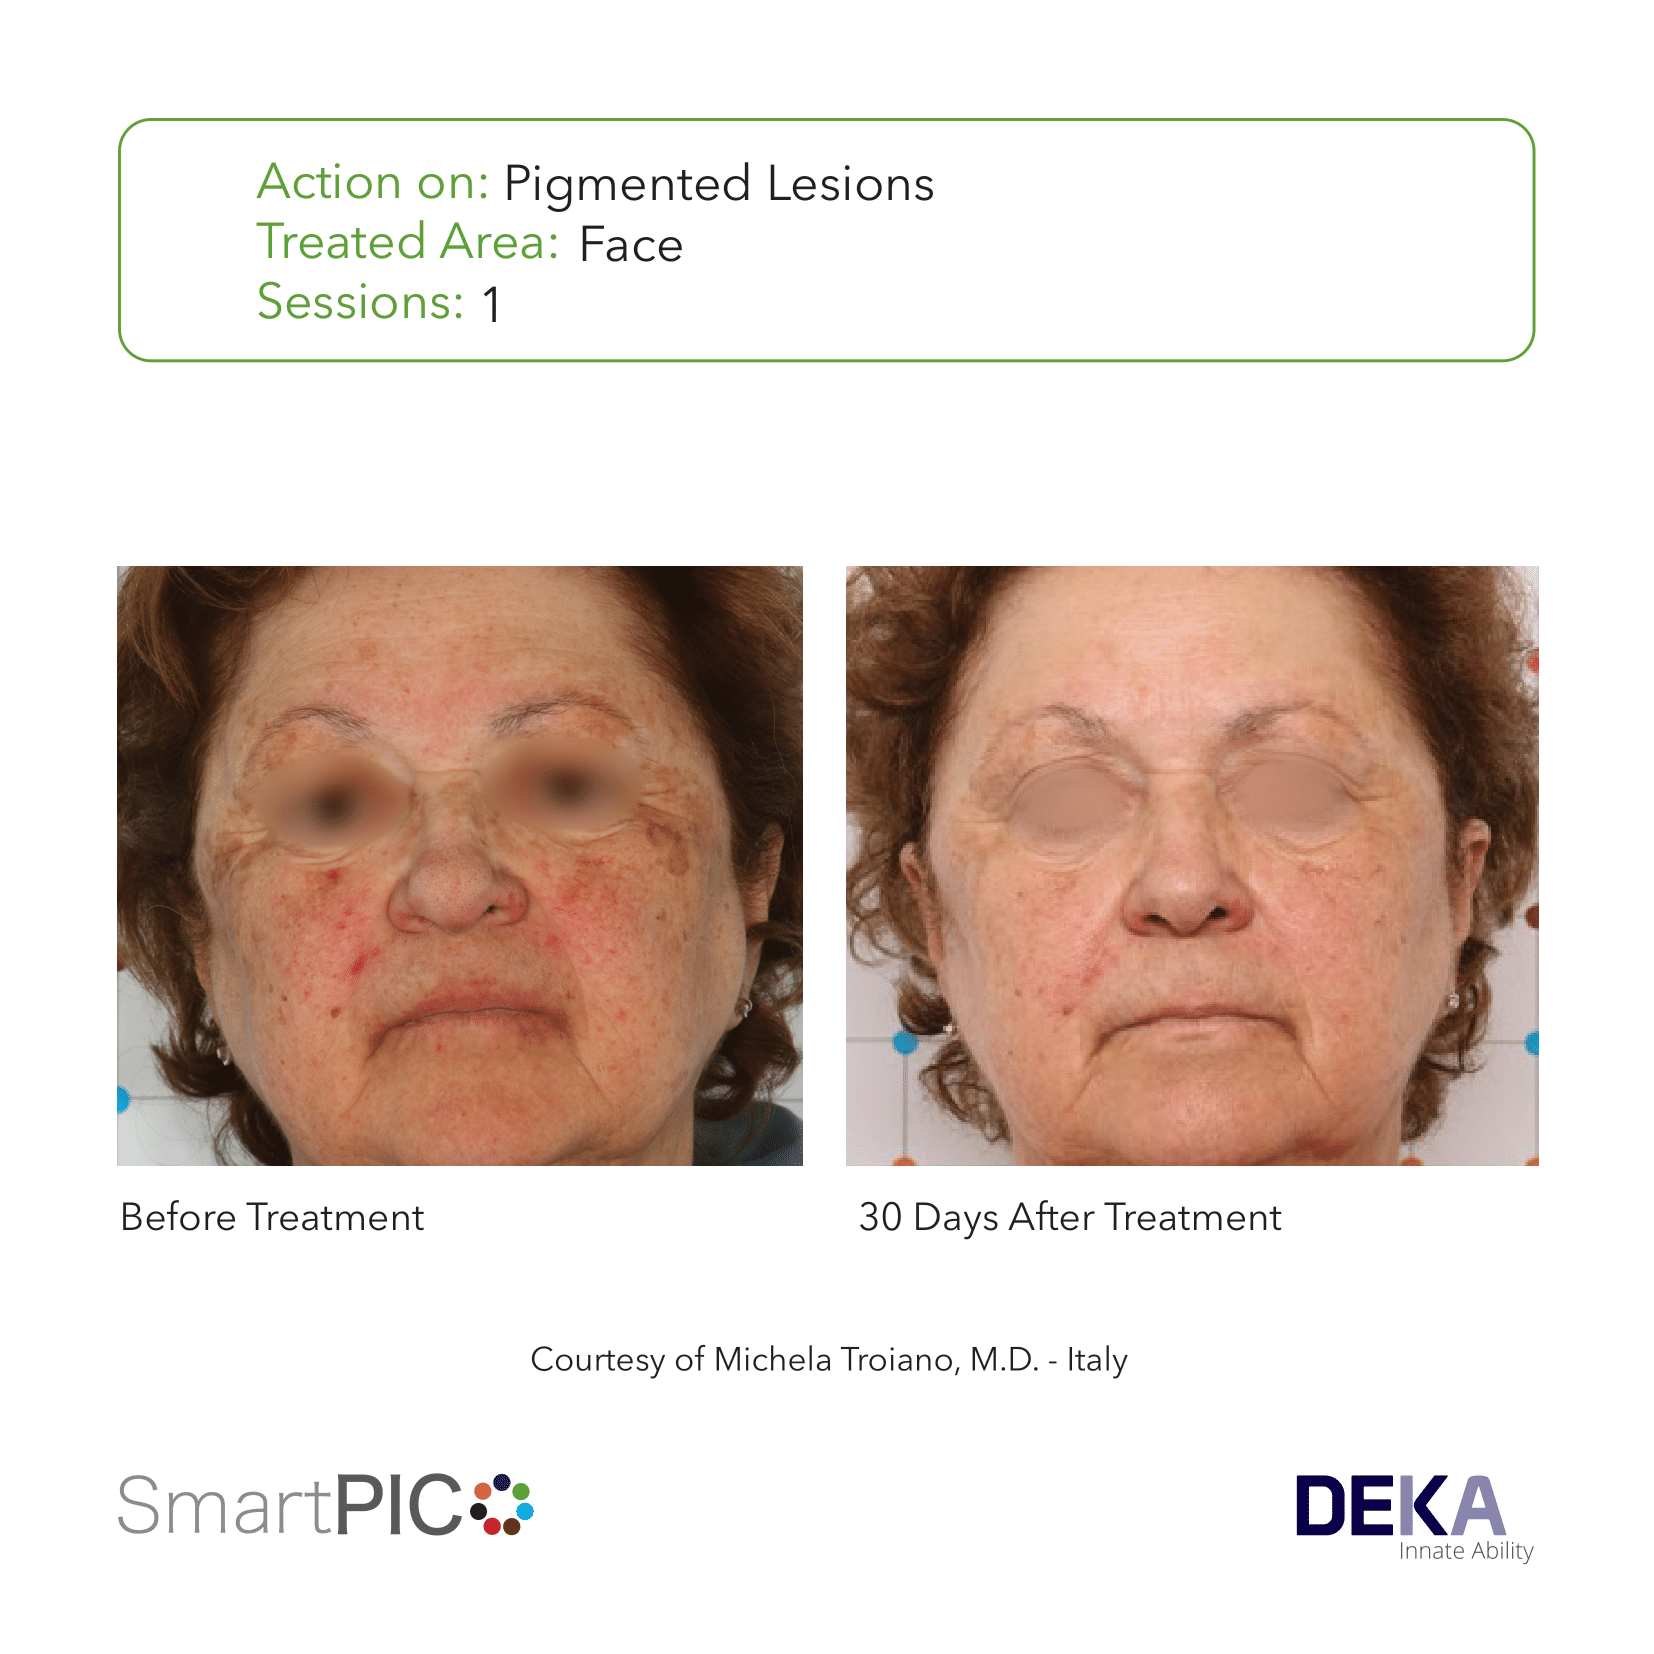 Action on: Pigmented Lesions
Treated Area: Face
Sessions: 1
Before Treatment
30 Days After Treatment
Courtesy of Michela Troiano, M.D. - Italy
SmartPICO
DEKA
Innate Ability